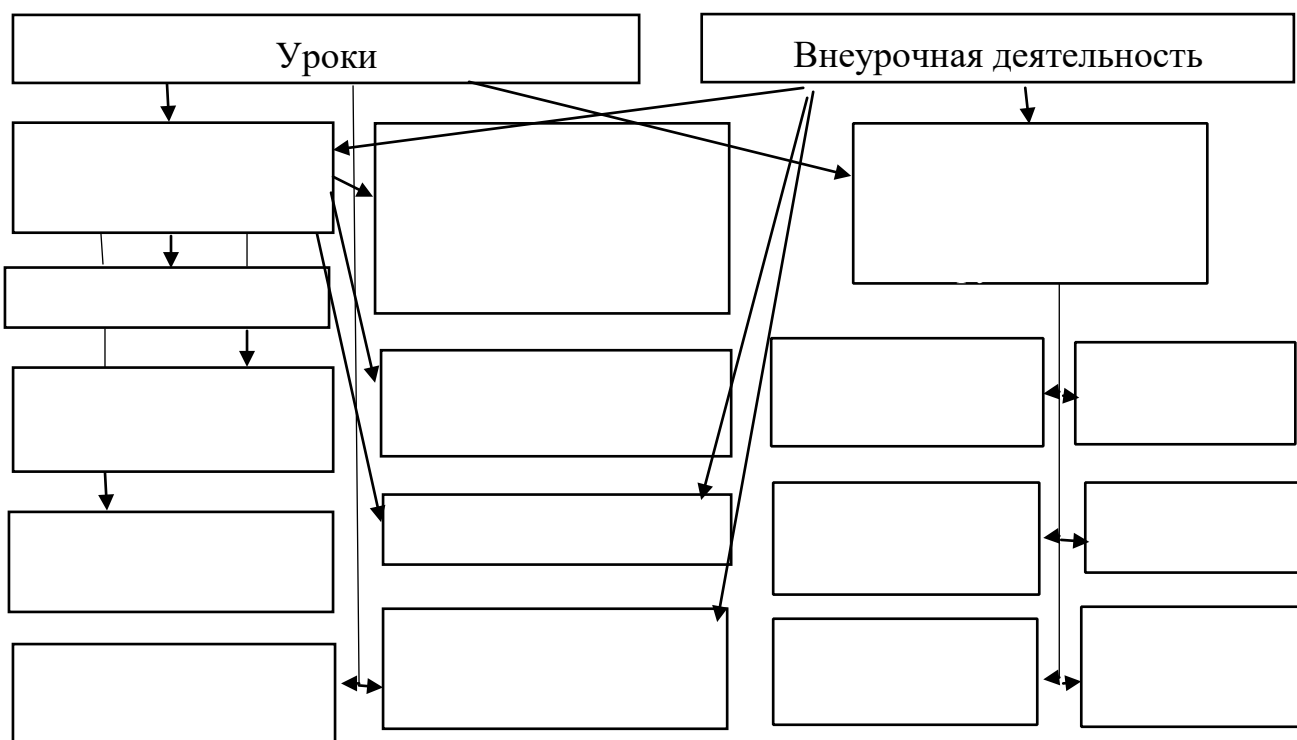 Уроки
Внеурочная деятельность